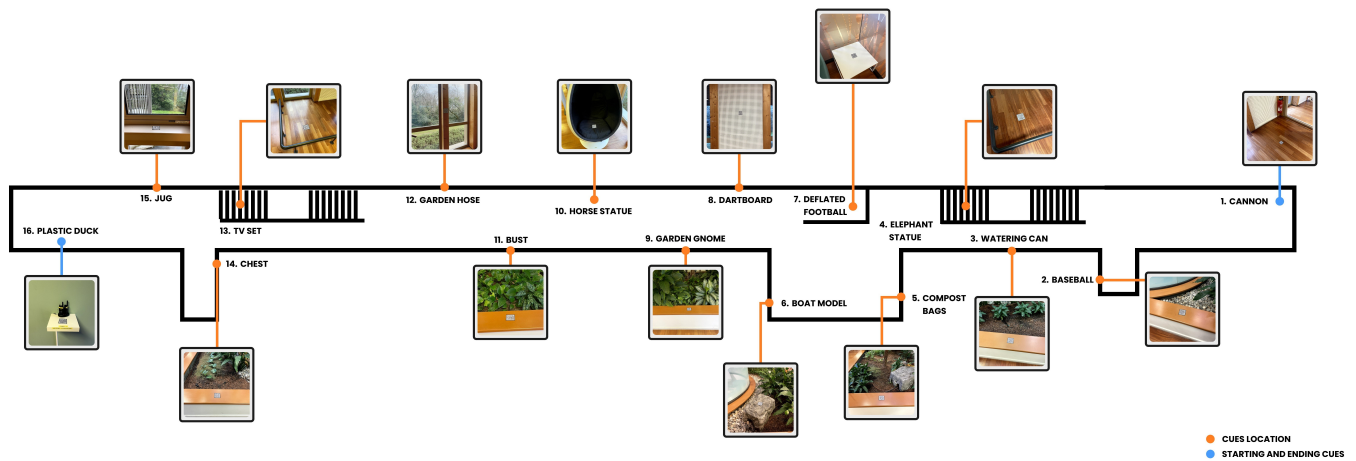 15. JUG
13. TV SET
12. GARDEN HOSE
10. HORSE STATUE
8. DARTBOARD
7. DEFLATED
FOOTBALL
4. ELEPHANT
STATUE
1. CANNON
16. PLASTIC DUCK
14. CHEST
11. BUST
9. GARDEN GNOME
6. BOAT MODEL
5. COMPOST
BAGS
3. WATERING CAN
2. BASEBALL
CUES LOCATION
STARTING AND ENDING CUES